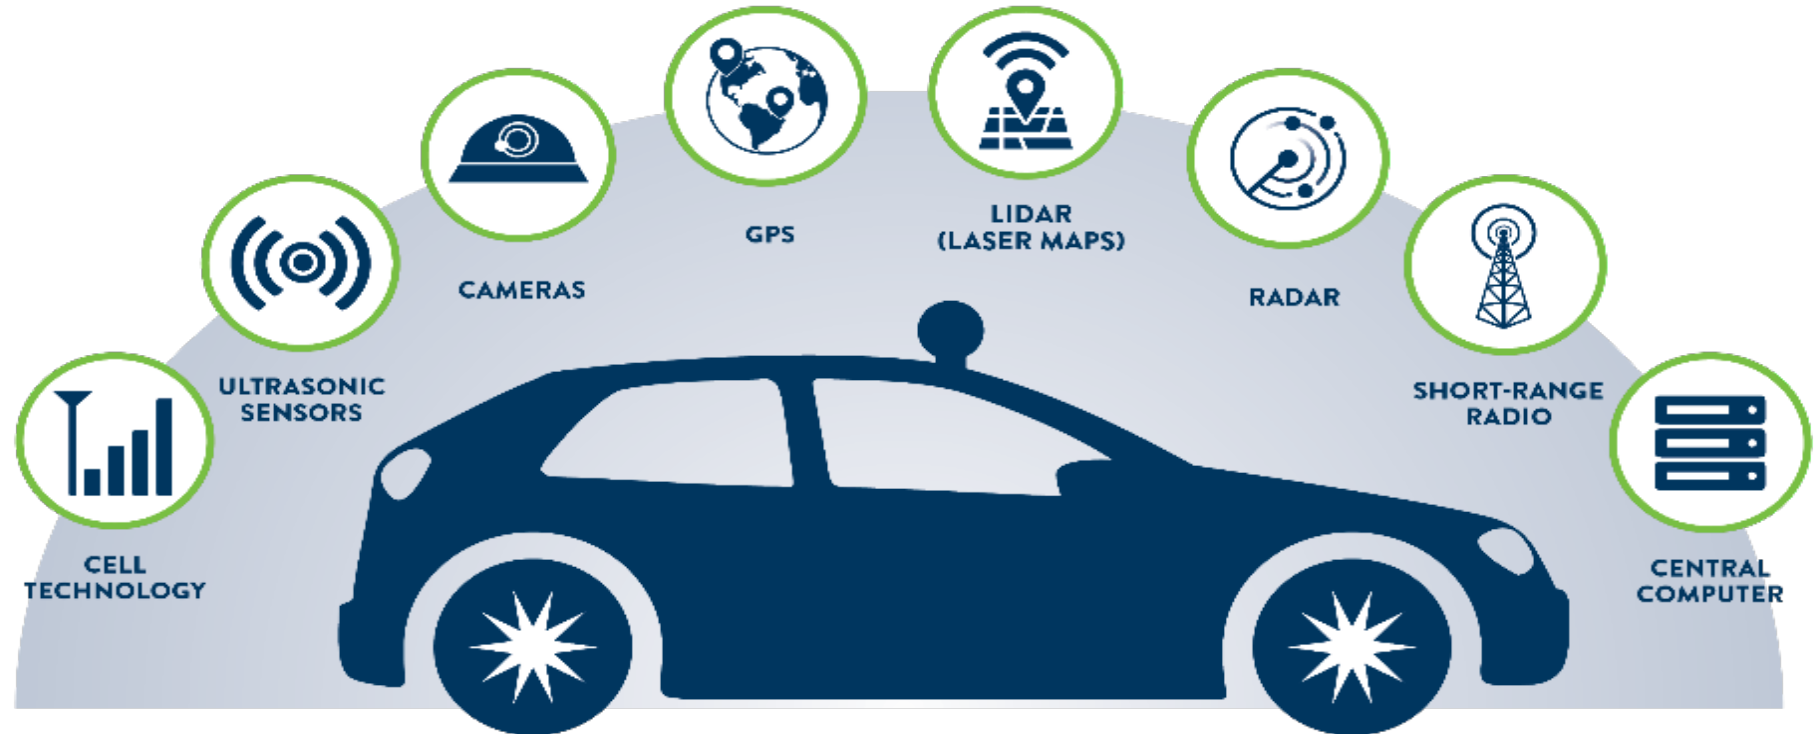 CELL
TECHNOLOGY
ULTRASONIC
SENSORS
CAMERAS
GPS
LIDAR
(LASER MAPS)
RADAR
SHORT-RANGE
RADIO
CENTRAL
COMPUTER